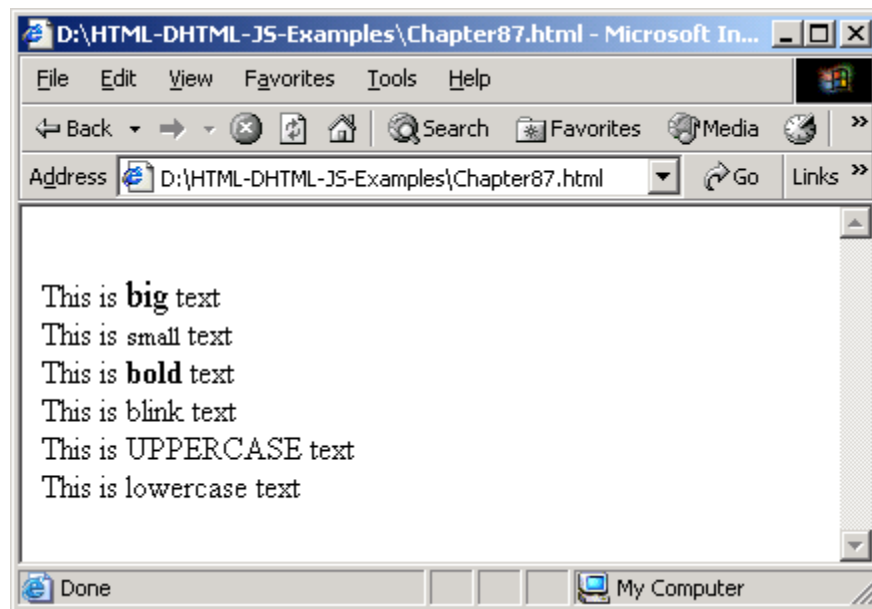 D:\HTML-DHTML-JS-Examples\Chapter87.html - Microsoft In...
File Edit View Favorites Tools Help
Back Search Favorites Media »
Address D:\HTML-DHTML-JS-Examples\Chapter87.html Go Links »
This is big text
This is small text
This is bold text
This is blink text
This is UPPERCASE text
This is lowercase text
Done My Computer